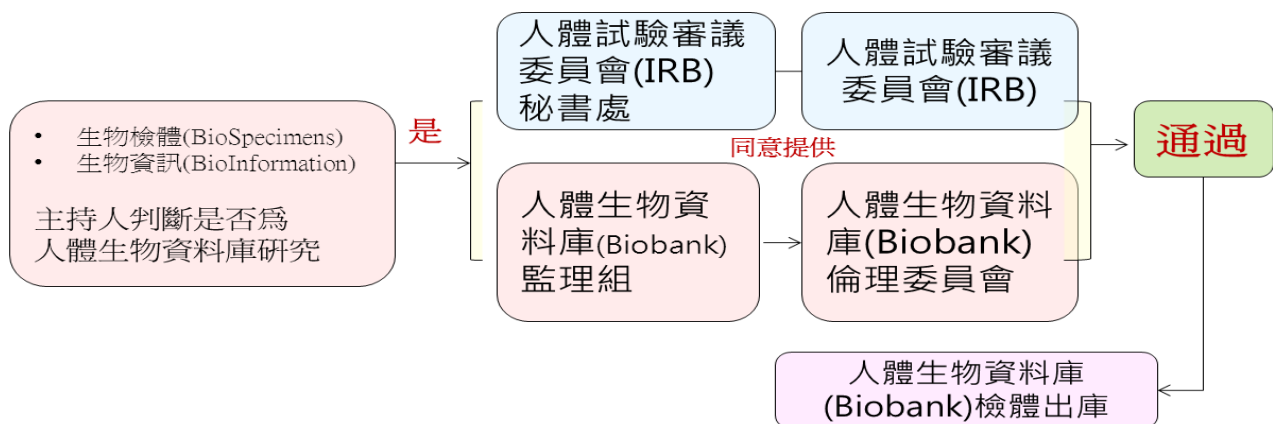 • 生物檢體(BioSpecimens)
• 生物資訊(BioInformation)
主持人判斷是否為
人體生物資料庫研究
是
人體試驗審議
委員會(IRB)
秘書處
人體試驗審議
委員會(IRB)
同意提供
人體生物資
料庫(Biobank)
監理組
人體生物資料
庫(Biobank)
倫理委員會
通過
人體生物資料庫
(Biobank)檢體出庫